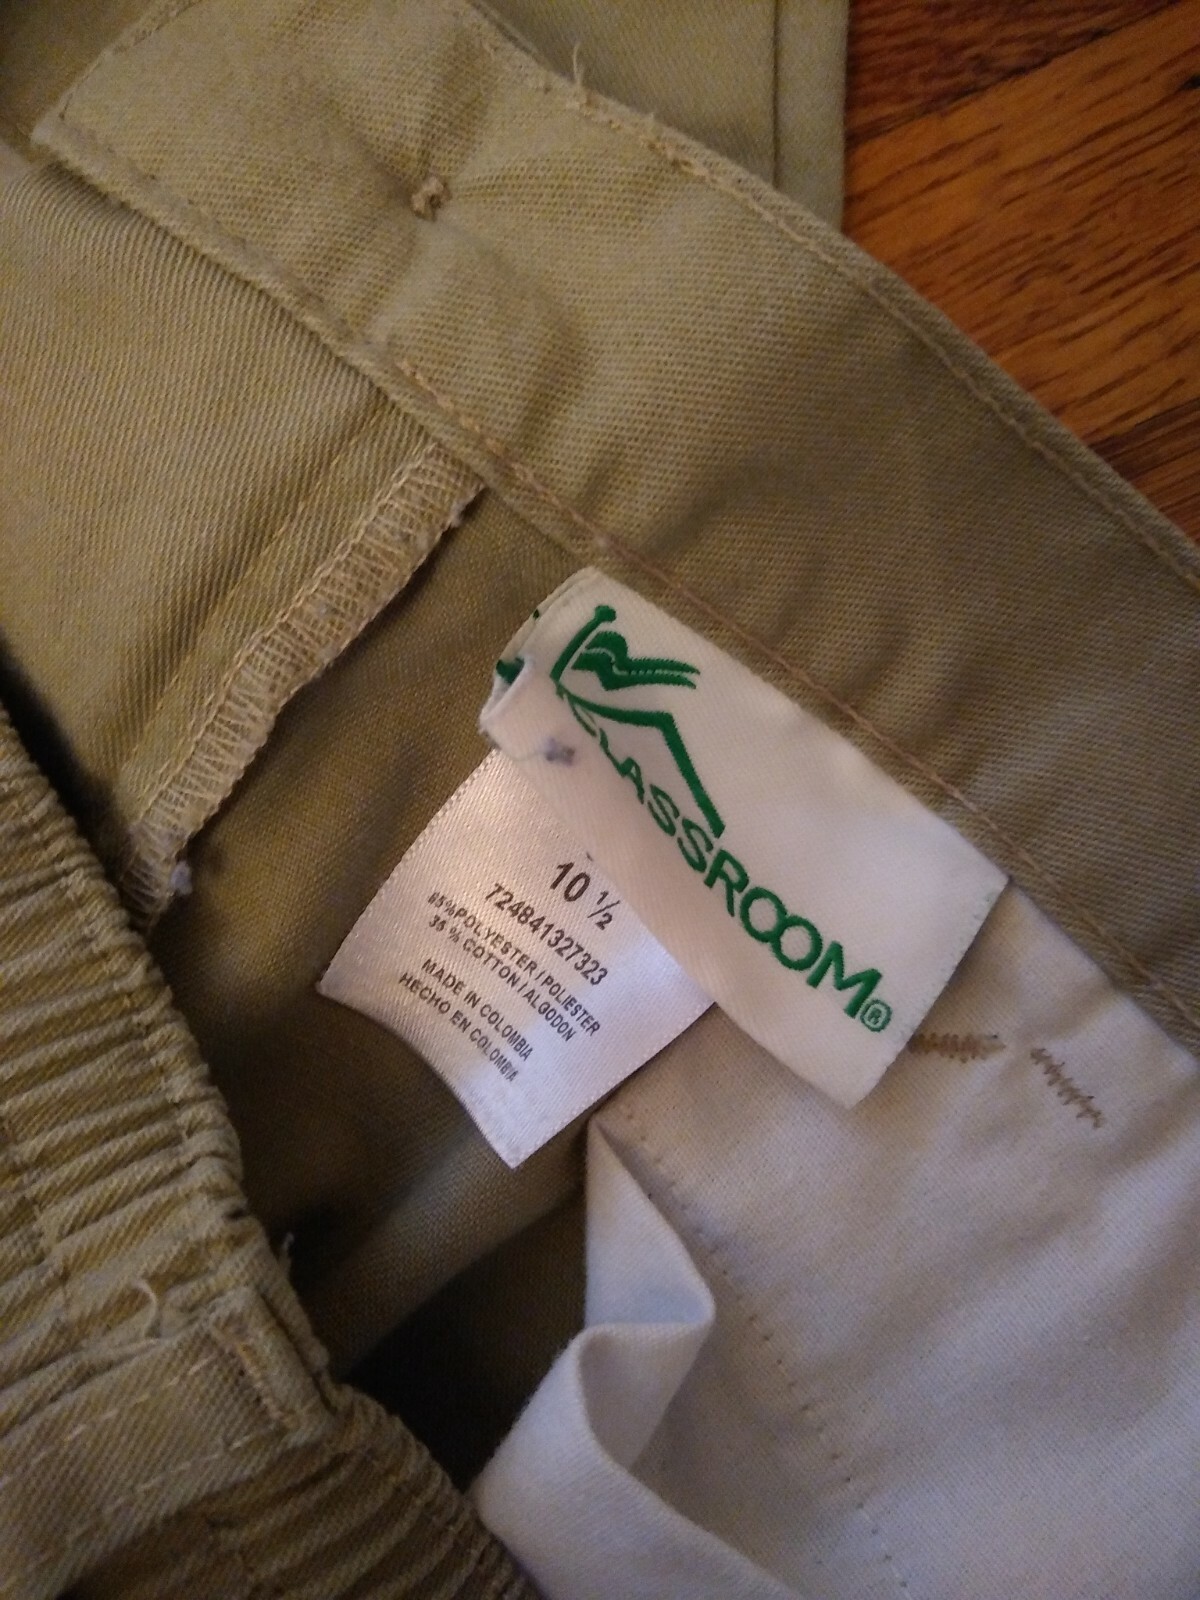 CLASSROOM®
10 ½
724841327323
65%POLYESTER / POLIESTER
35 % COTTON / ALGODON
MADE IN COLOMBIA
HECHO EN COLOMBIA